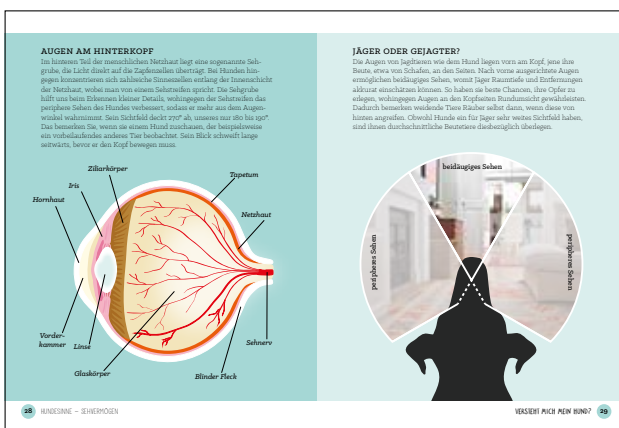 AUGEN AM HINTERKOPF
Im hinteren Teil der menschlichen Netzhaut liegt eine sogenannte Seh-
grube, die Licht direkt auf die Zapfenzellen überträgt. Bei Hunden hin-
gegen konzentrieren sich zahlreiche Sinneszellen entlang der Innenschicht
der Netzhaut, wobei man von einem Sehstreifen spricht. Die Sehgrube
hilft uns beim Erkennen kleiner Details, wohingegen der Sehstreifen das
periphere Sehen des Hundes verbessert, sodass er mehr aus dem Augen-
winkel wahrnimmt. Sein Sichtfeld deckt 270° ab, unseres nur 180 bis 190°.
Das bemerken Sie, wenn sie einem Hund zuschauen, der beispielsweise
ein vorbeilaufendes anderes Tier beobachtet. Sein Blick schweift lange
seitwärts, bevor er den Kopf bewegen muss.
Ziliarkörper
Tapetum
Iris
Hornhaut
Netzhaut
Vorder-
kammer
Linse
Sehnerv
Glaskörper
Blinder Fleck
28 HUNDESINNE – SEHVERMÖGEN
JÄGER ODER GEJAGTER?
Die Augen von Jagdtieren wie dem Hund liegen vorn am Kopf, jene ihre
Beute, etwa von Schafen, an den Seiten. Nach vorne ausgerichtete Augen
ermöglichen beidäugiges Sehen, womit Jäger Raumtiefe und Entfernungen
akkurat einschätzen können. So haben sie beste Chancen, ihre Opfer zu
erlegen, wohingegen Augen an den Kopfseiten Rundumsicht gewährleisten.
Dadurch bemerken weidende Tiere Räuber selbst dann, wenn diese von
hinten angreifen. Obwohl Hunde ein für Jäger sehr weites Sichtfeld haben,
sind ihnen durchschnittliche Beutetiere diesbezüglich überlegen.
beidäugiges Sehen
peripheres Sehen
peripheres Sehen
VERSTEHT MICH MEIN HUND? 29